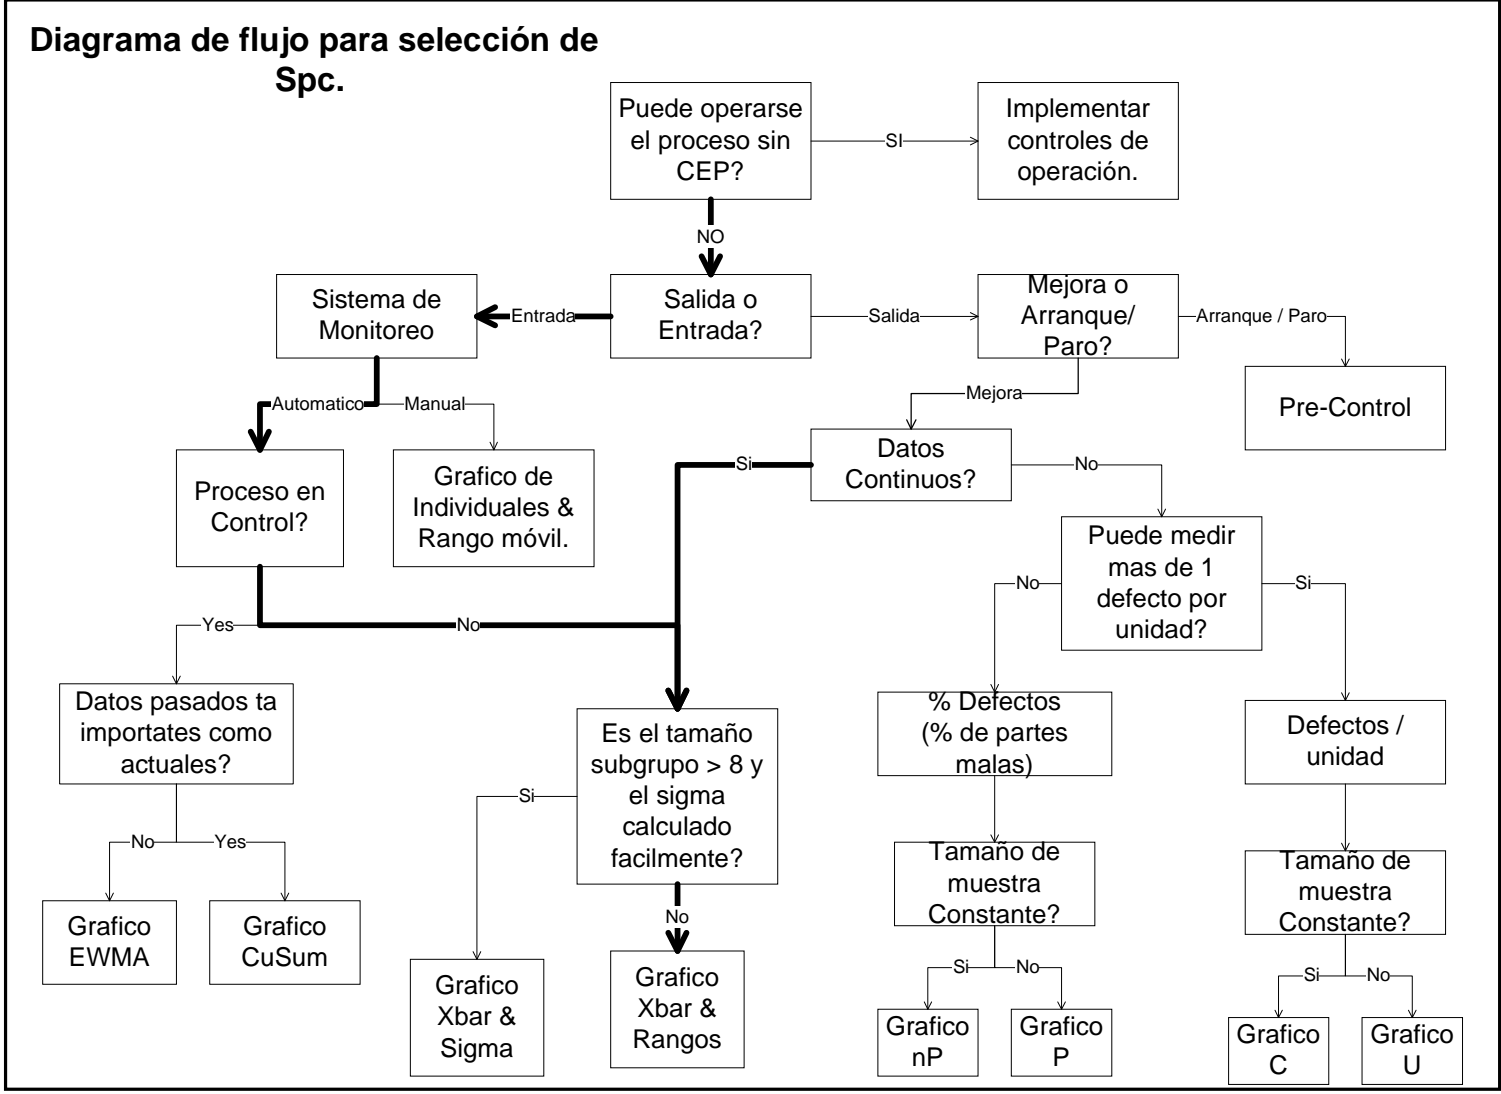 Diagrama de flujo para selección de
Spc.
Puede operarse
el proceso sin
CEP?
SI
Implementar
controles de
operación.
NO
Sistema de
Monitoreo
Entrada
Salida o
Entrada?
Salida
Mejora o
Arranque/
Paro?
Arranque / Paro
Pre-Control
Automatico
Manual
Mejora
Proceso en
Control?
Grafico de
Individuales &
Rango móvil.
Si
Datos
Continuos?
No
Puede medir
mas de 1
defecto por
unidad?
No
Si
Yes
No
Datos pasados ta
importates como
actuales?
Es el tamaño
subgrupo > 8 y
el sigma
calculado
facilmente?
% Defectos
(% de partes
malas)
Defectos /
unidad
No
Yes
Si
No
Tamaño de
muestra
Constante?
Tamaño de
muestra
Constante?
Grafico
EWMA
Grafico
CuSum
Grafico
Xbar &
Sigma
Grafico
Xbar &
Rangos
Si
No
Si
No
Grafico
nP
Grafico
P
Grafico
C
Grafico
U